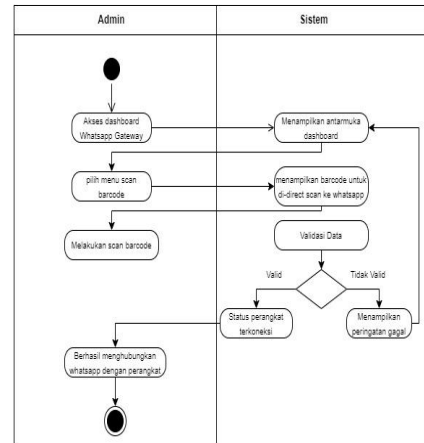 Admin
Sistem
Akses dashboard
Whatsapp Gateway
Menampilkan antarmuka
dashboard
pilih menu scan
barcode
menampilkan barcode untuk
di-direct scan ke whatsapp
Melakukan scan barcode
Validasi Data
Valid
Tidak Valid
Status perangkat
terkoneksi
Menampilkan
peringatan gagal
Berhasil menghubungkan
whatsapp dengan perangkat